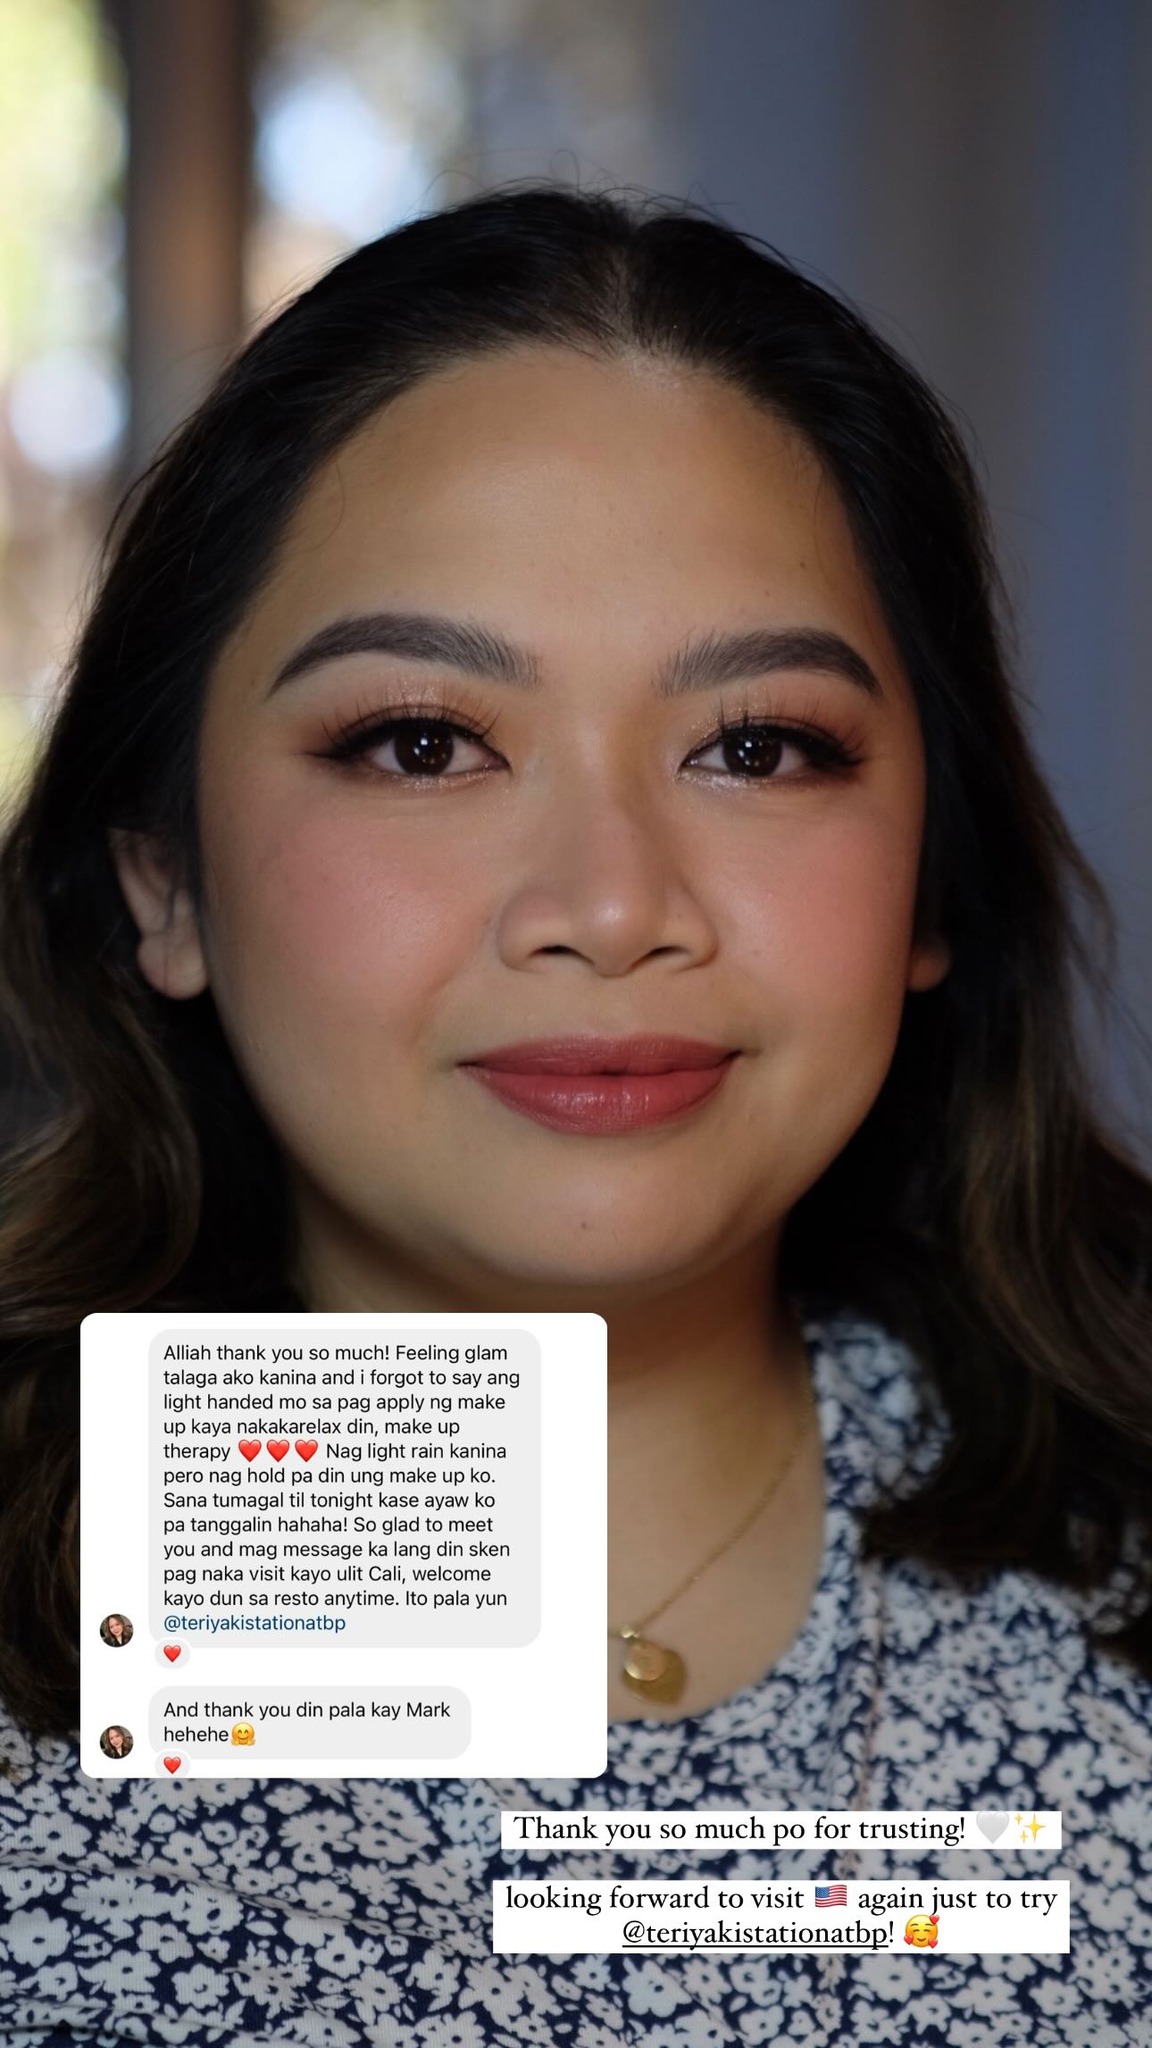 Alliah thank you so much! Feeling glam
talaga ako kanina and i forgot to say ang
light handed mo sa pag apply ng make
up kaya nakakarelax din, make up
therapy ❤️❤️❤️ Nag light rain kanina
pero nag hold pa din ung make up ko.
Sana tumagal til tonight kase ayaw ko
pa tanggalin hahaha! So glad to meet
you and mag message ka lang din sken
pag naka visit kayo ulit Cali, welcome
kayo dun sa resto anytime. Ito pala yun
@teriyakistationatbp
❤️
And thank you din pala kay Mark
hehehe🤗
❤️
Thank you so much po for trusting! 🤍✨
looking forward to visit 🇺🇸 again just to try
@teriyakistationatbp! 🥰